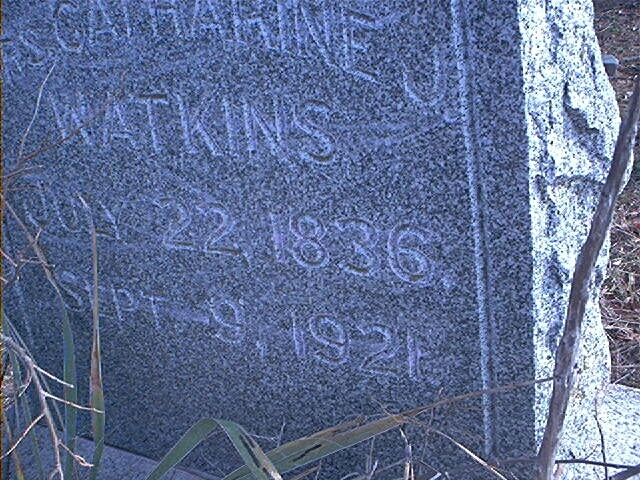 CATHARINE J.
WATKINS
JULY 22, 1836.
SEPT. 9, 1921.